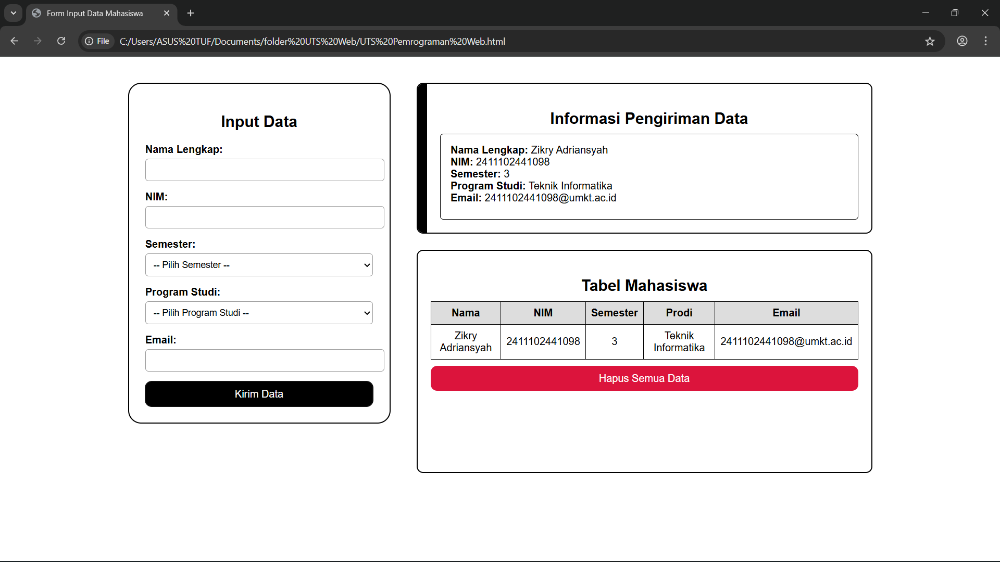 Form Input Data Mahasiswa
File
C:/Users/ASUS%20TUF/Documents/folder%20UTS%20Web/UTS%20Pemrograman%20Web.html
Input Data
Nama Lengkap:
NIM:
Semester:
-- Pilih Semester --
Program Studi:
-- Pilih Program Studi --
Email:
Kirim Data
Informasi Pengiriman Data
Nama Lengkap: Zikry Adriansyah
NIM: 2411102441098
Semester: 3
Program Studi: Teknik Informatika
Email: 2411102441098@umkt.ac.id
Tabel Mahasiswa
Nama NIM Semester Prodi Email
Zikry Adriansyah 2411102441098 3 Teknik Informatika 2411102441098@umkt.ac.id
Hapus Semua Data